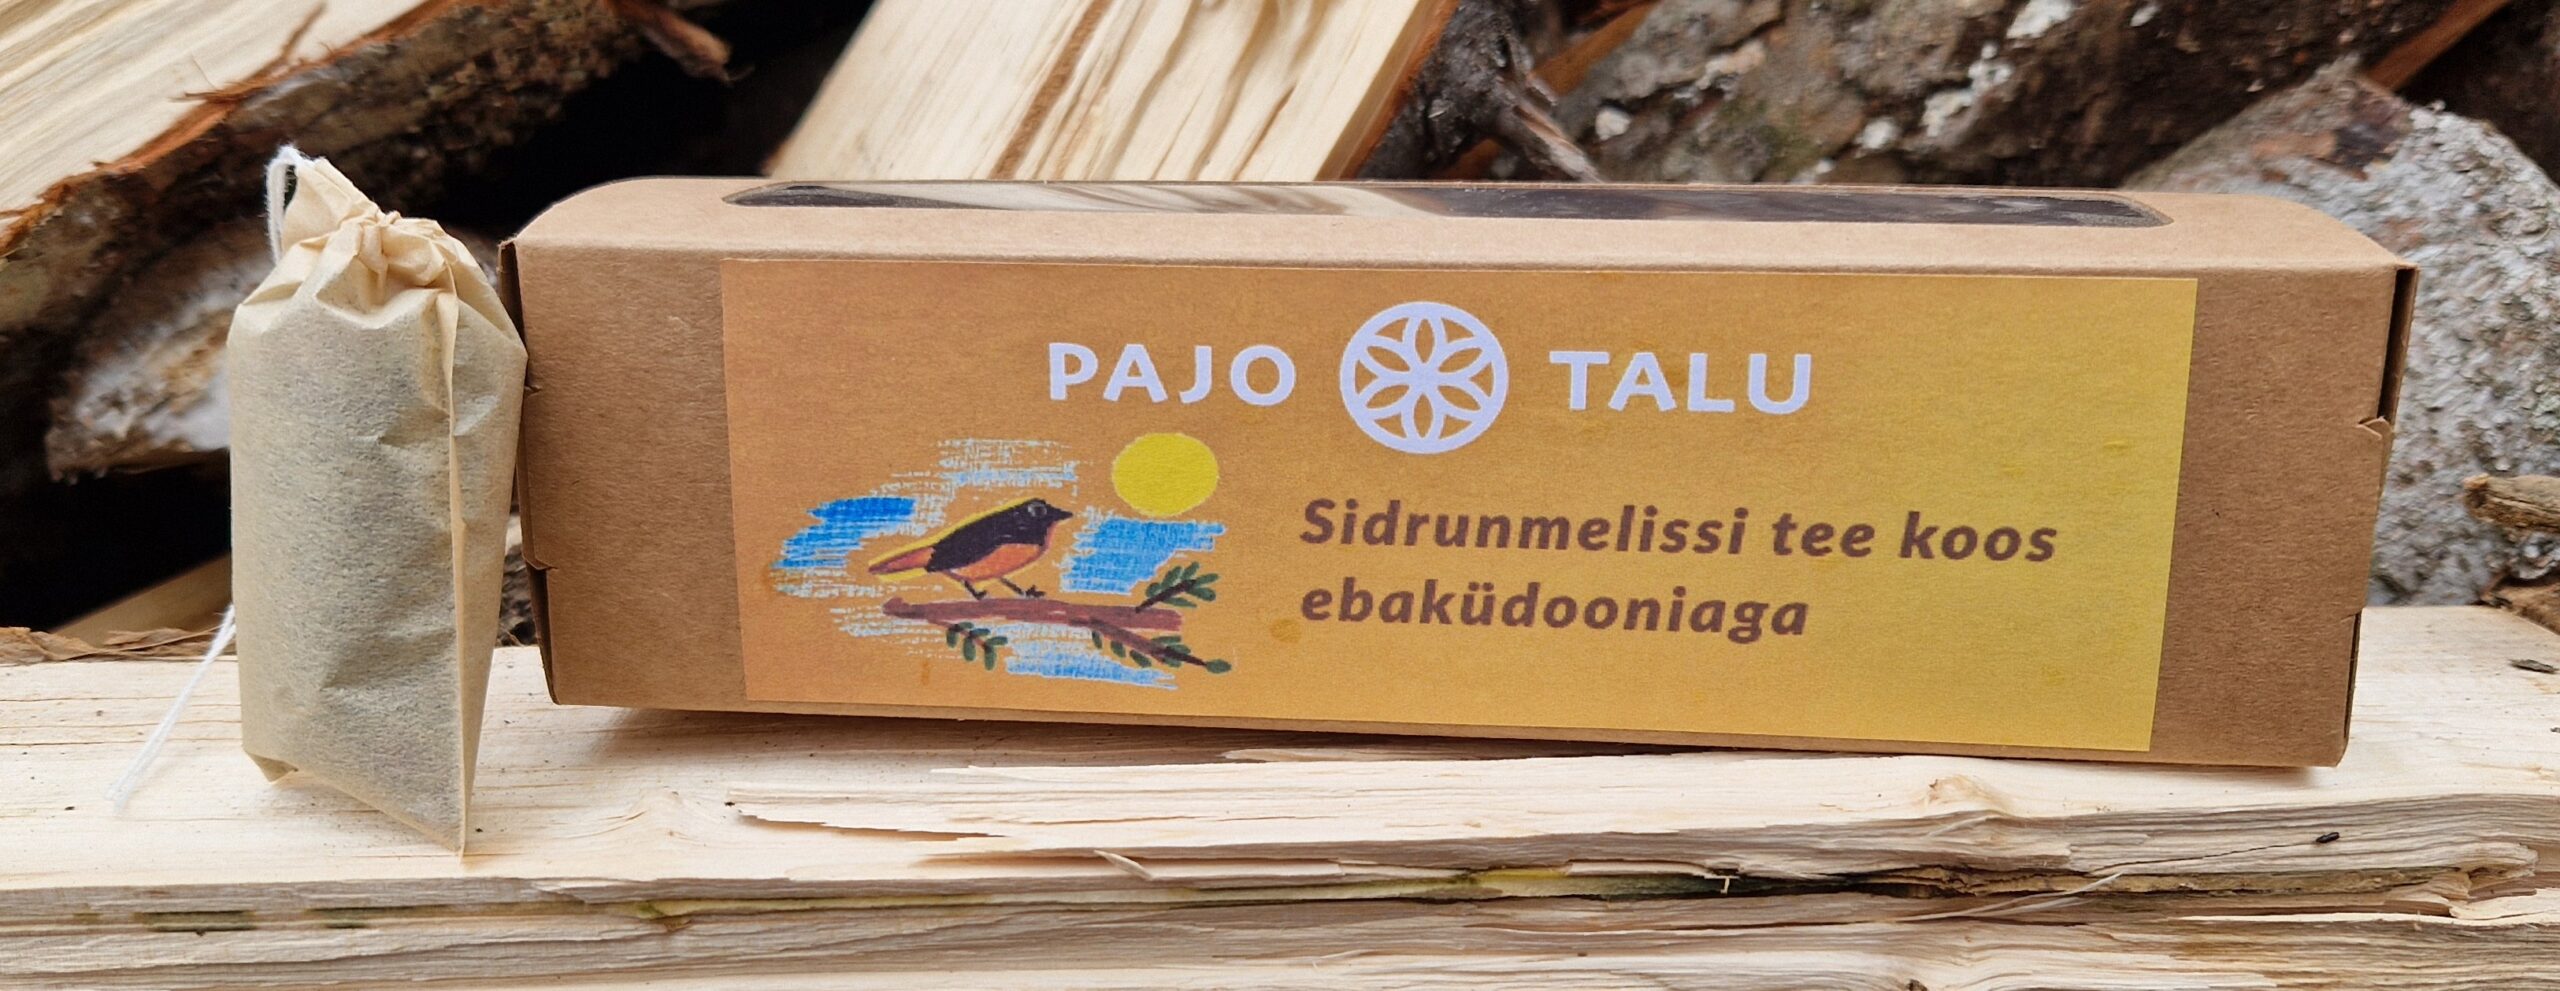 PAJO TALU
Sidrunmelissi tee koos
ebaküdooniaga